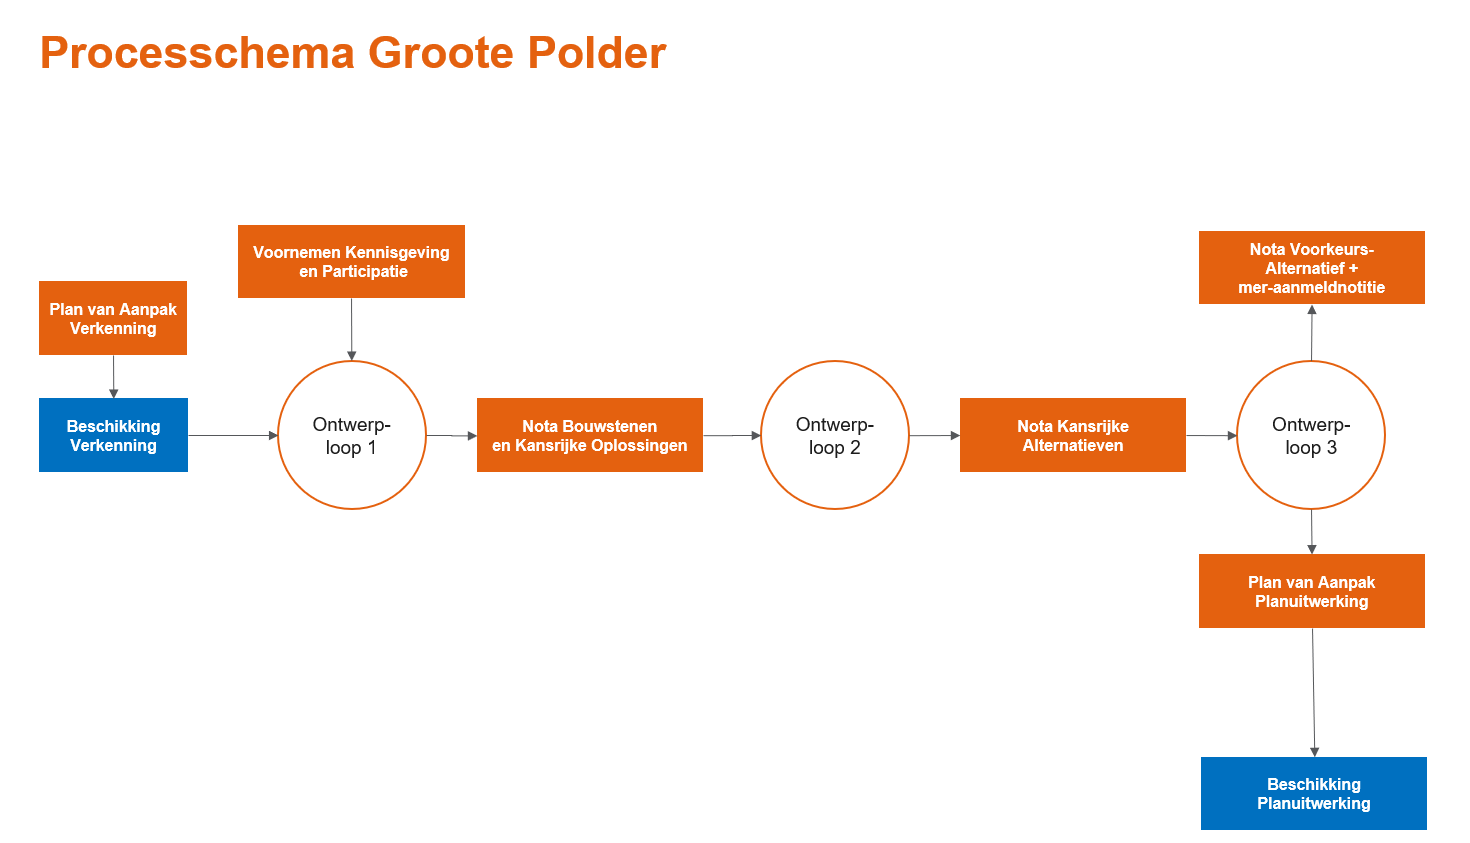 Processchema Groote Polder
Plan van Aanpak
Verkenning
Beschikking
Verkenning
Voornemen Kennisgeving
en Participatie
Ontwerp-
loop 1
Nota Bouwstenen
en Kansrijke Oplossingen
Ontwerp-
loop 2
Nota Kansrijke
Alternatieven
Ontwerp-
loop 3
Nota Voorkeurs-
Alternatief +
mer-aanmeldnotitie
Plan van Aanpak
Planuitwerking
Beschikking
Planuitwerking